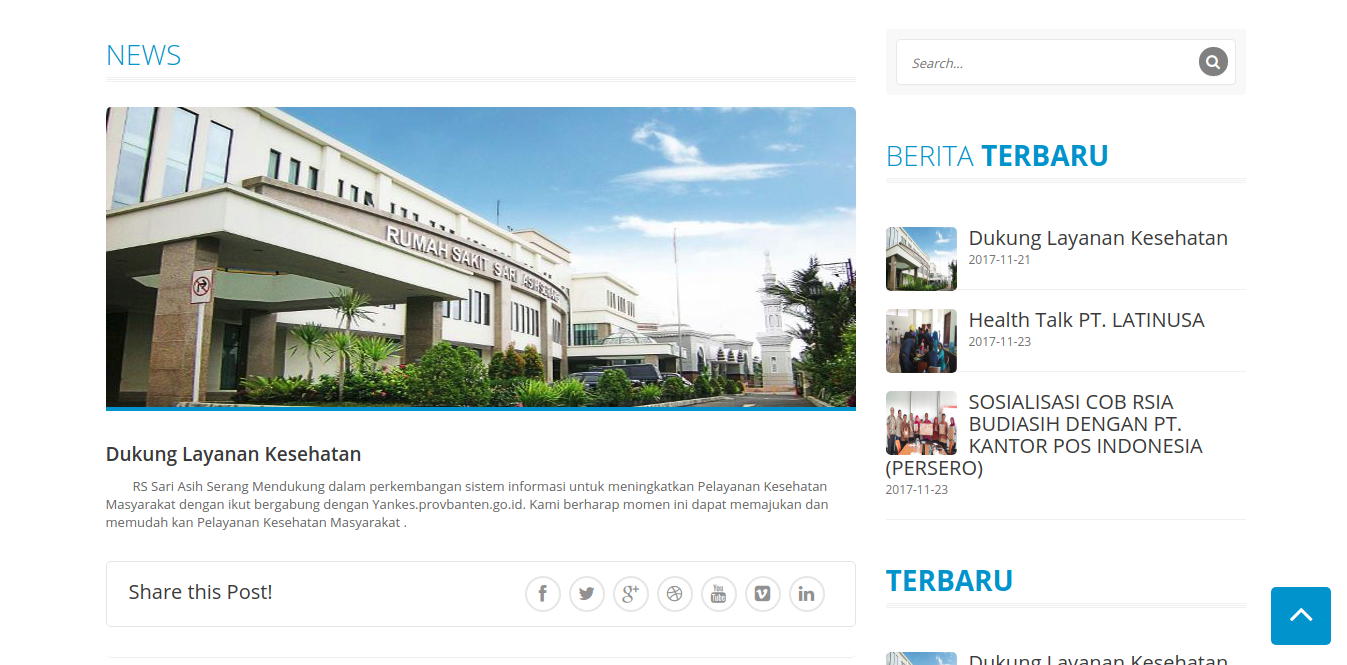 NEWS
RUMAH SAKIT SARI ASIH SERANG
Dukung Layanan Kesehatan
RS Sari Asih Serang Mendukung dalam perkembangan sistem informasi untuk meningkatkan Pelayanan Kesehatan
Masyarakat dengan ikut bergabung dengan Yankes.provbanten.go.id. Kami berharap momen ini dapat memajukan dan
memudah kan Pelayanan Kesehatan Masyarakat .
Share this Post!
You
Tube
Search...
BERITA TERBARU
Dukung Layanan Kesehatan
2017-11-21
Health Talk PT. LATINUSA
2017-11-23
SOSIALISASI COB RSIA
BUDIASIH DENGAN PT.
KANTOR POS INDONESIA
(PERSERO)
2017-11-23
TERBARU
Dukung Layanan Kesehatan